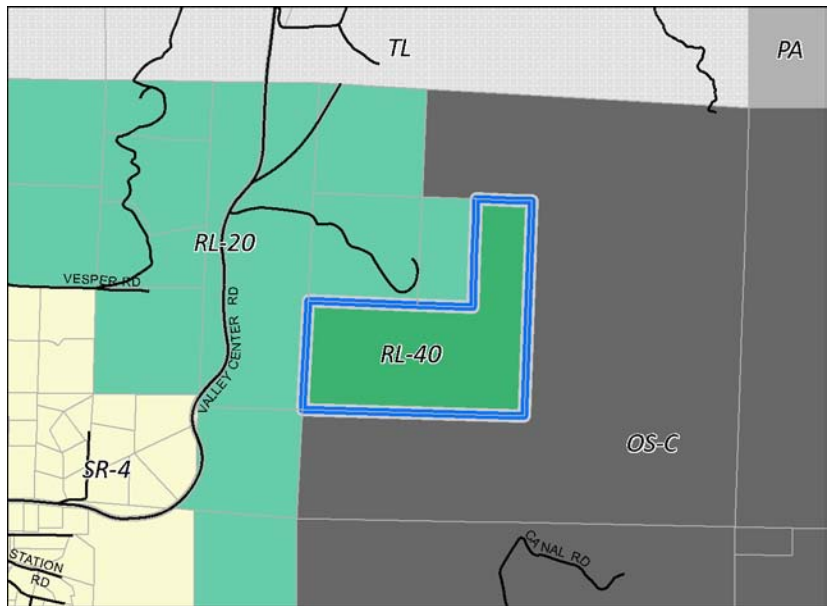 TL
PA
RL-20
VESPER RD
VALLEY CENTER RD
RL-40
OS-C
SR-4
CANAL RD
STATION
RD